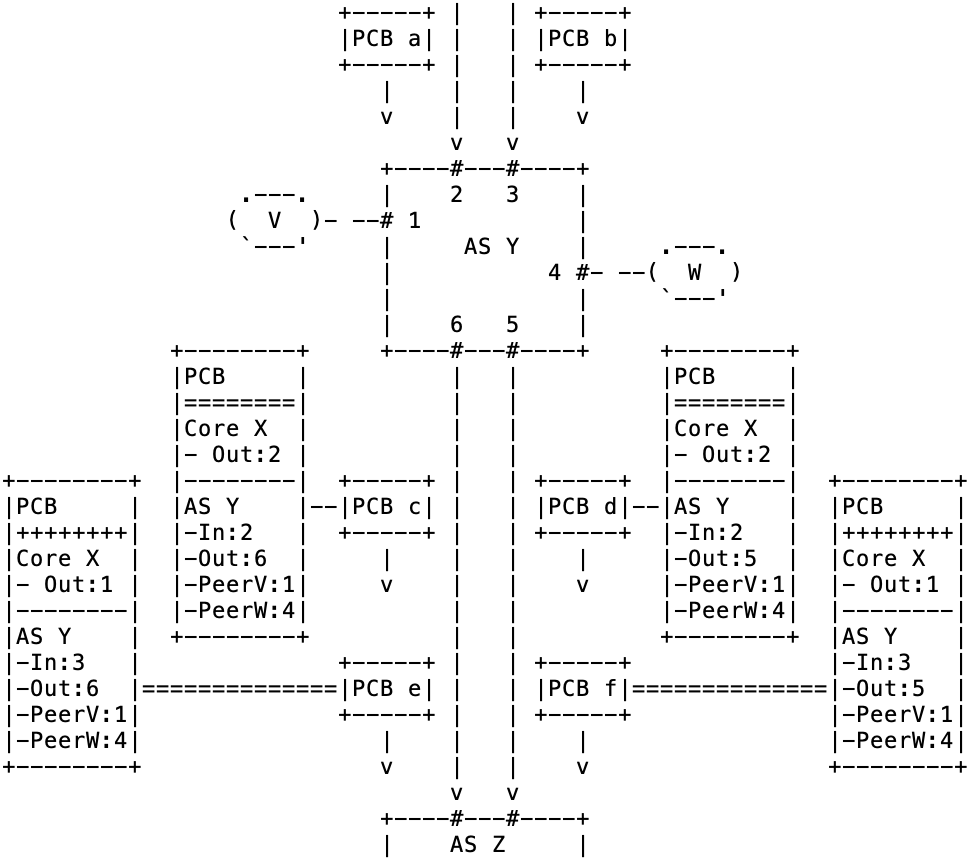 PCB a
PCB b
2 3
V
1
AS Y
4
W
6 5
PCB
Core X
- Out:2
AS Y
-In:2
-Out:6
-PeerV:1
-PeerW:4
PCB c
PCB d
PCB
Core X
- Out:2
AS Y
-In:2
-Out:5
-PeerV:1
-PeerW:4
PCB
Core X
- Out:1
AS Y
-In:3
-Out:6
-PeerV:1
-PeerW:4
PCB e
PCB f
PCB
Core X
- Out:1
AS Y
-In:3
-Out:5
-PeerV:1
-PeerW:4
AS Z